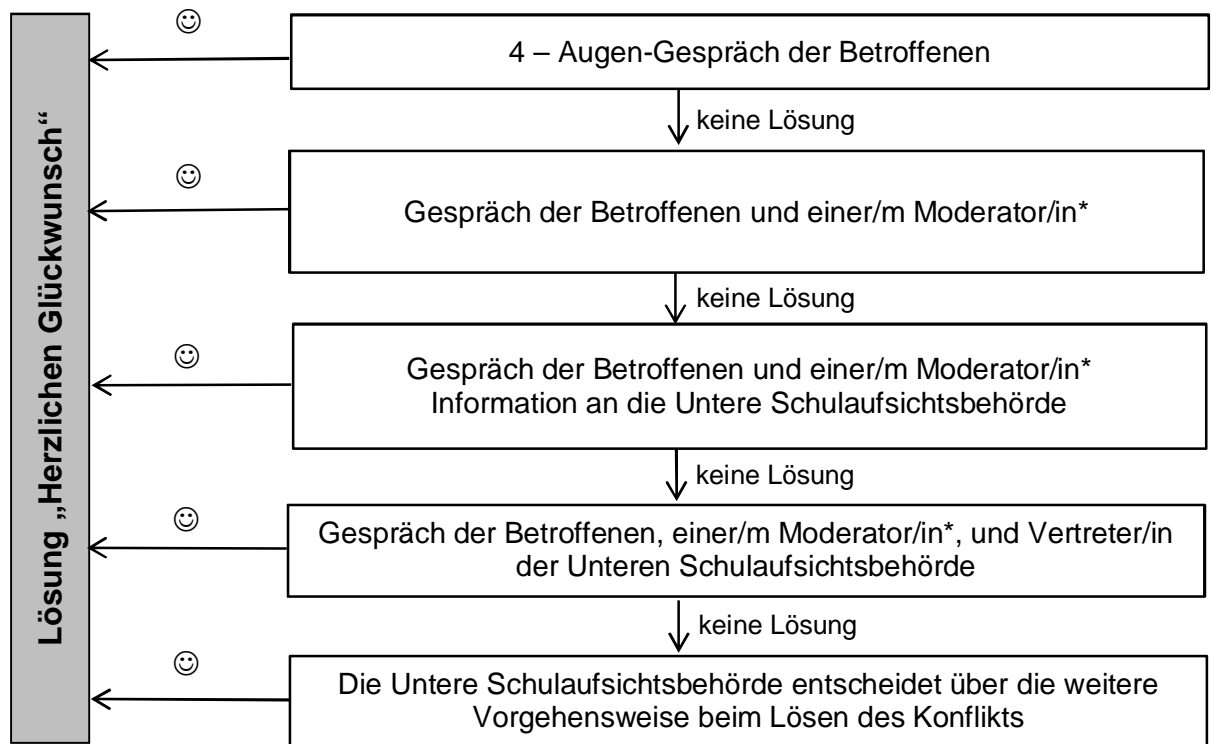 ☺
4 – Augen-Gespräch der Betroffenen
keine Lösung
☺
Gespräch der Betroffenen und einer/m Moderator/in*
keine Lösung
☺
Gespräch der Betroffenen und einer/m Moderator/in*
Information an die Untere Schulaufsichtsbehörde
keine Lösung
☺
Gespräch der Betroffenen, einer/m Moderator/in*, und Vertreter/in
der Unteren Schulaufsichtsbehörde
keine Lösung
☺
Die Untere Schulaufsichtsbehörde entscheidet über die weitere
Vorgehensweise beim Lösen des Konflikts
Lösung „Herzlichen Glückwunsch“